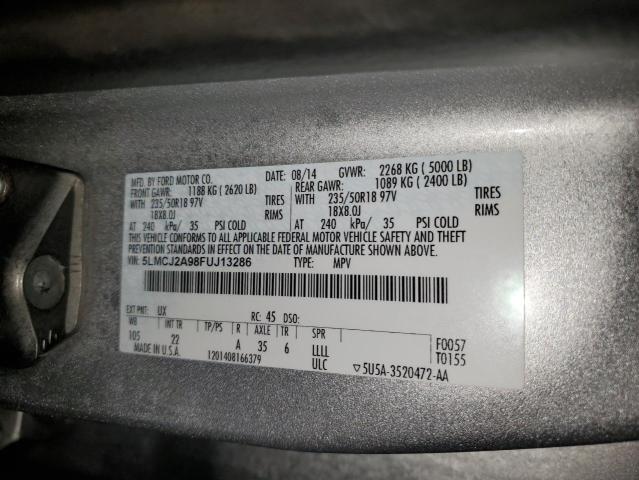 MFD. BY FORD MOTOR CO. DATE: 08/14 GVWR: 2268 KG ( 5000 LB)
FRONT GAWR: 1188 KG ( 2620 LB) REAR GAWR: 1089 KG ( 2400 LB)
WITH 235/50R18 97V TIRES WITH 235/50R18 97V TIRES
18X8.0J RIMS 18X8.0J RIMS
AT 240 kPa/ 35 PSI COLD AT 240 kPa/ 35 PSI COLD
THIS VEHICLE CONFORMS TO ALL APPLICABLE FEDERAL MOTOR VEHICLE SAFETY AND THEFT
PREVENTION STANDARDS IN EFFECT ON THE DATE OF MANUFACTURE SHOWN ABOVE.
VIN: 5LMCJ2A98FUJ13286 TYPE: MPV
EXT PNT: UX RC: 45 DSO:
WB INT TR TP/PS R AXLE TR SPR F0057
105 22 A 35 6 LLLL T0155
MADE IN U.S.A. 1201408166379 ULC ▽5U5A-3520472-AA